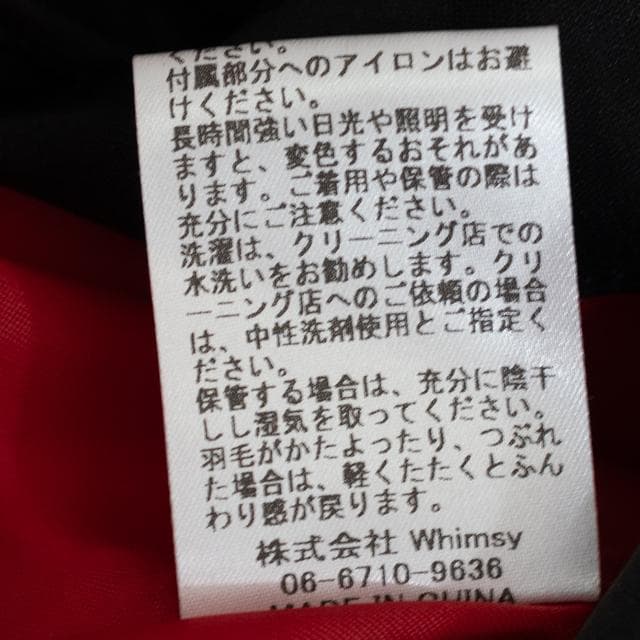 ください。
付属部分へのアイロンはお避
けください。
長時間強い日光や照明を受け
ますと、変色するおそれがあ
ります。ご着用や保管の際は
充分にご注意ください。
洗濯は、クリーニング店での
水洗いをお勧めします。クリ
ーニング店へのご依頼の場合
は、中性洗剤使用とご指定く
ださい。
保管する場合は、充分に陰干
しし湿気を取ってください。
羽毛がかたよったり、つぶれ
た場合は、軽くたたくとふん
わり感が戻ります。
株式会社 Whimsy
06-6710-9636
MADE IN CHINA